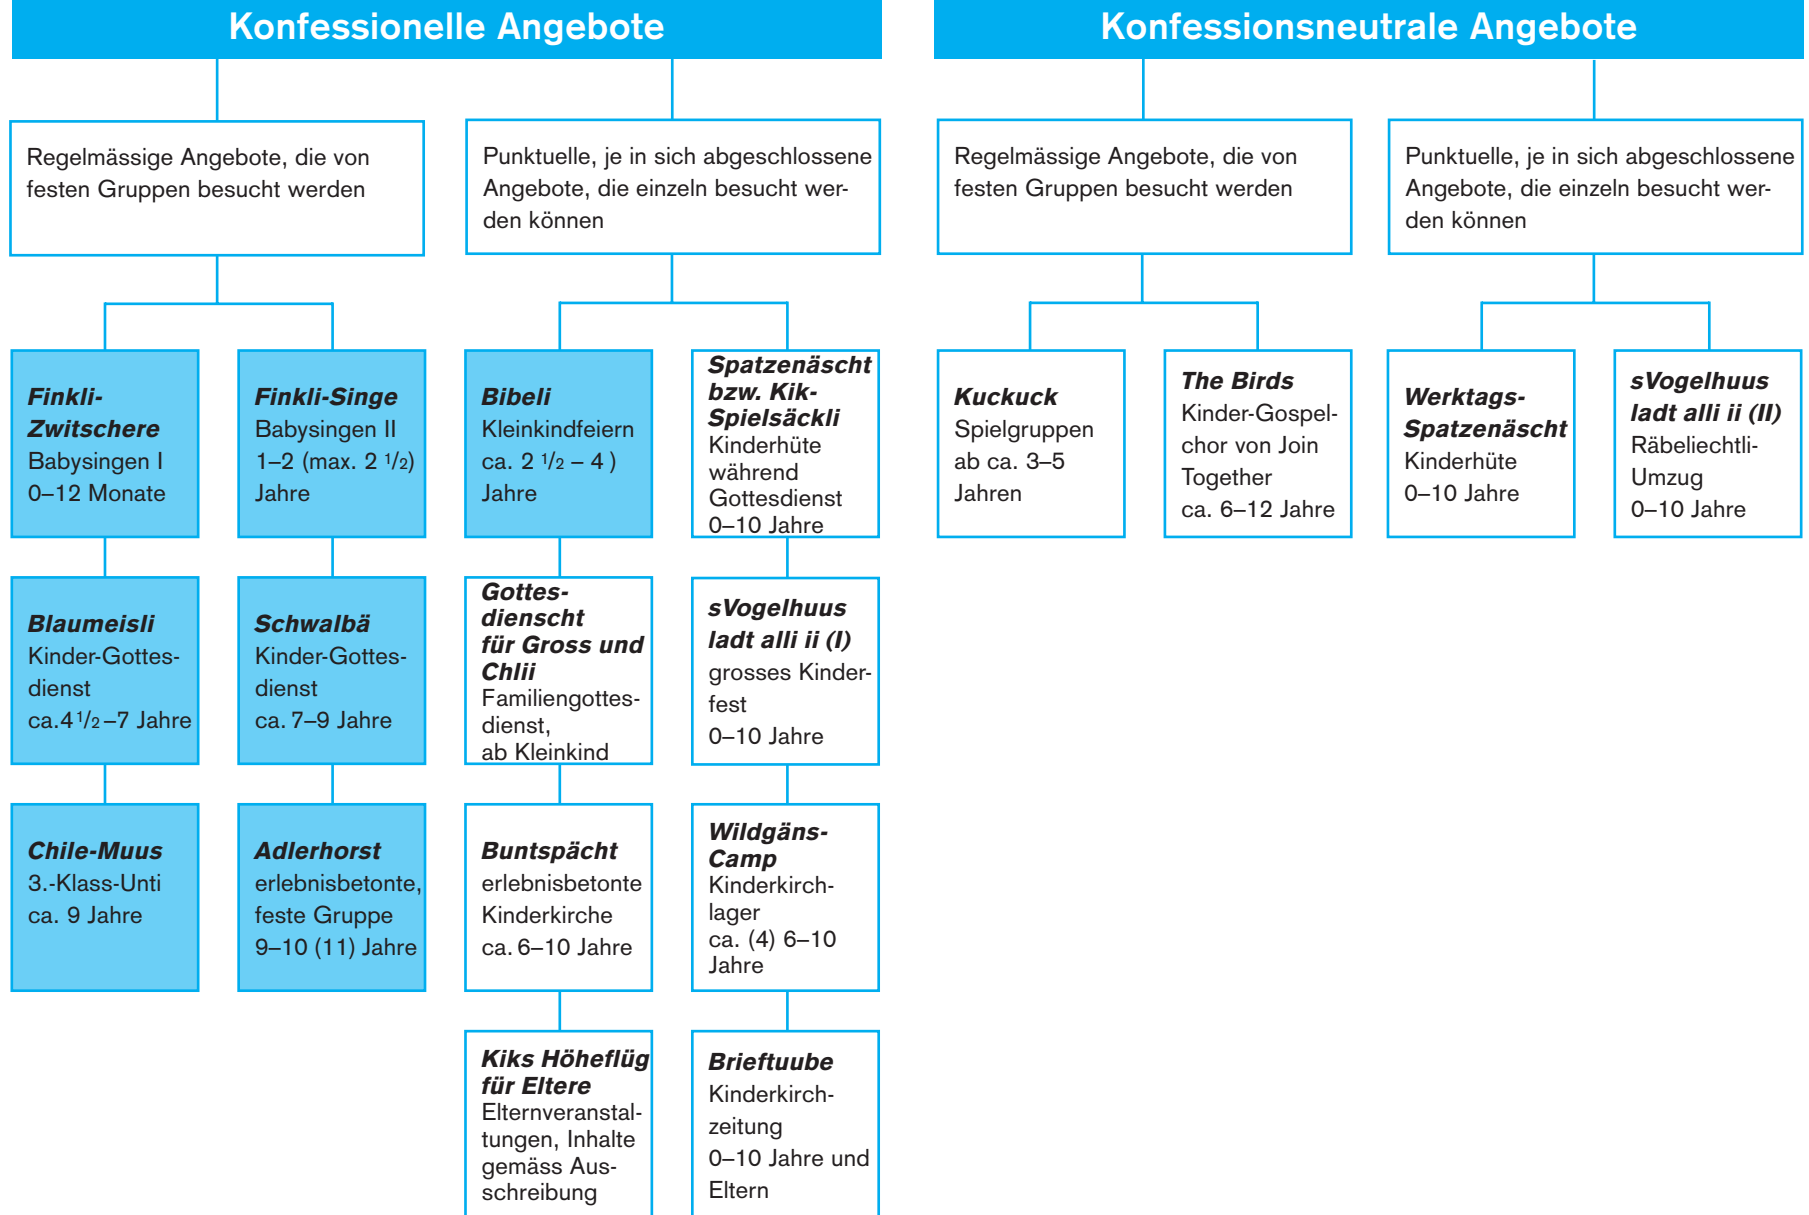 Konfessionelle Angebote
Regelmässige Angebote, die von
festen Gruppen besucht werden
Punktuelle, je in sich abgeschlossene
Angebote, die einzeln besucht wer-
den können
Finkli-
Zwitschere
Babysingen I
0–12 Monate
Finkli-Singe
Babysingen II
1–2 (max. 2 1/2)
Jahre
Bibeli
Kleinkindfeiern
ca. 2 1/2 – 4 )
Jahre
Spatzenäscht
bzw. Kik-
Spielsäckli
Kinderhüte
während
Gottesdienst
0–10 Jahre
Blaumeisli
Kinder-Gottes-
dienst
ca.4 1/2 –7 Jahre
Schwalbä
Kinder-Gottes-
dienst
ca. 7–9 Jahre
Gottes-
dienscht
für Gross und
Chlii
Familiengottes-
dienst,
ab Kleinkind
sVogelhuus
ladt alli ii (I)
grosses Kinder-
fest
0–10 Jahre
Chile-Muus
3.-Klass-Unti
ca. 9 Jahre
Adlerhorst
erlebnisbetonte,
feste Gruppe
9–10 (11) Jahre
Buntspächt
erlebnisbetonte
Kinderkirche
ca. 6–10 Jahre
Wildgäns-
Camp
Kinderkirch-
lager
ca. (4) 6–10
Jahre
Kiks Höheflüg
für Eltere
Elternveranstal-
tungen, Inhalte
gemäss Aus-
schreibung
Brieftuube
Kinderkirch-
zeitung
0–10 Jahre und
Eltern
Konfessionsneutrale Angebote
Regelmässige Angebote, die von
festen Gruppen besucht werden
Punktuelle, je in sich abgeschlossene
Angebote, die einzeln besucht wer-
den können
Kuckuck
Spielgruppen
ab ca. 3–5
Jahren
The Birds
Kinder-Gospel-
chor von Join
Together
ca. 6–12 Jahre
Werktags-
Spatzenäscht
Kinderhüte
0–10 Jahre
sVogelhuus
ladt alli ii (II)
Räbeliechtli-
Umzug
0–10 Jahre